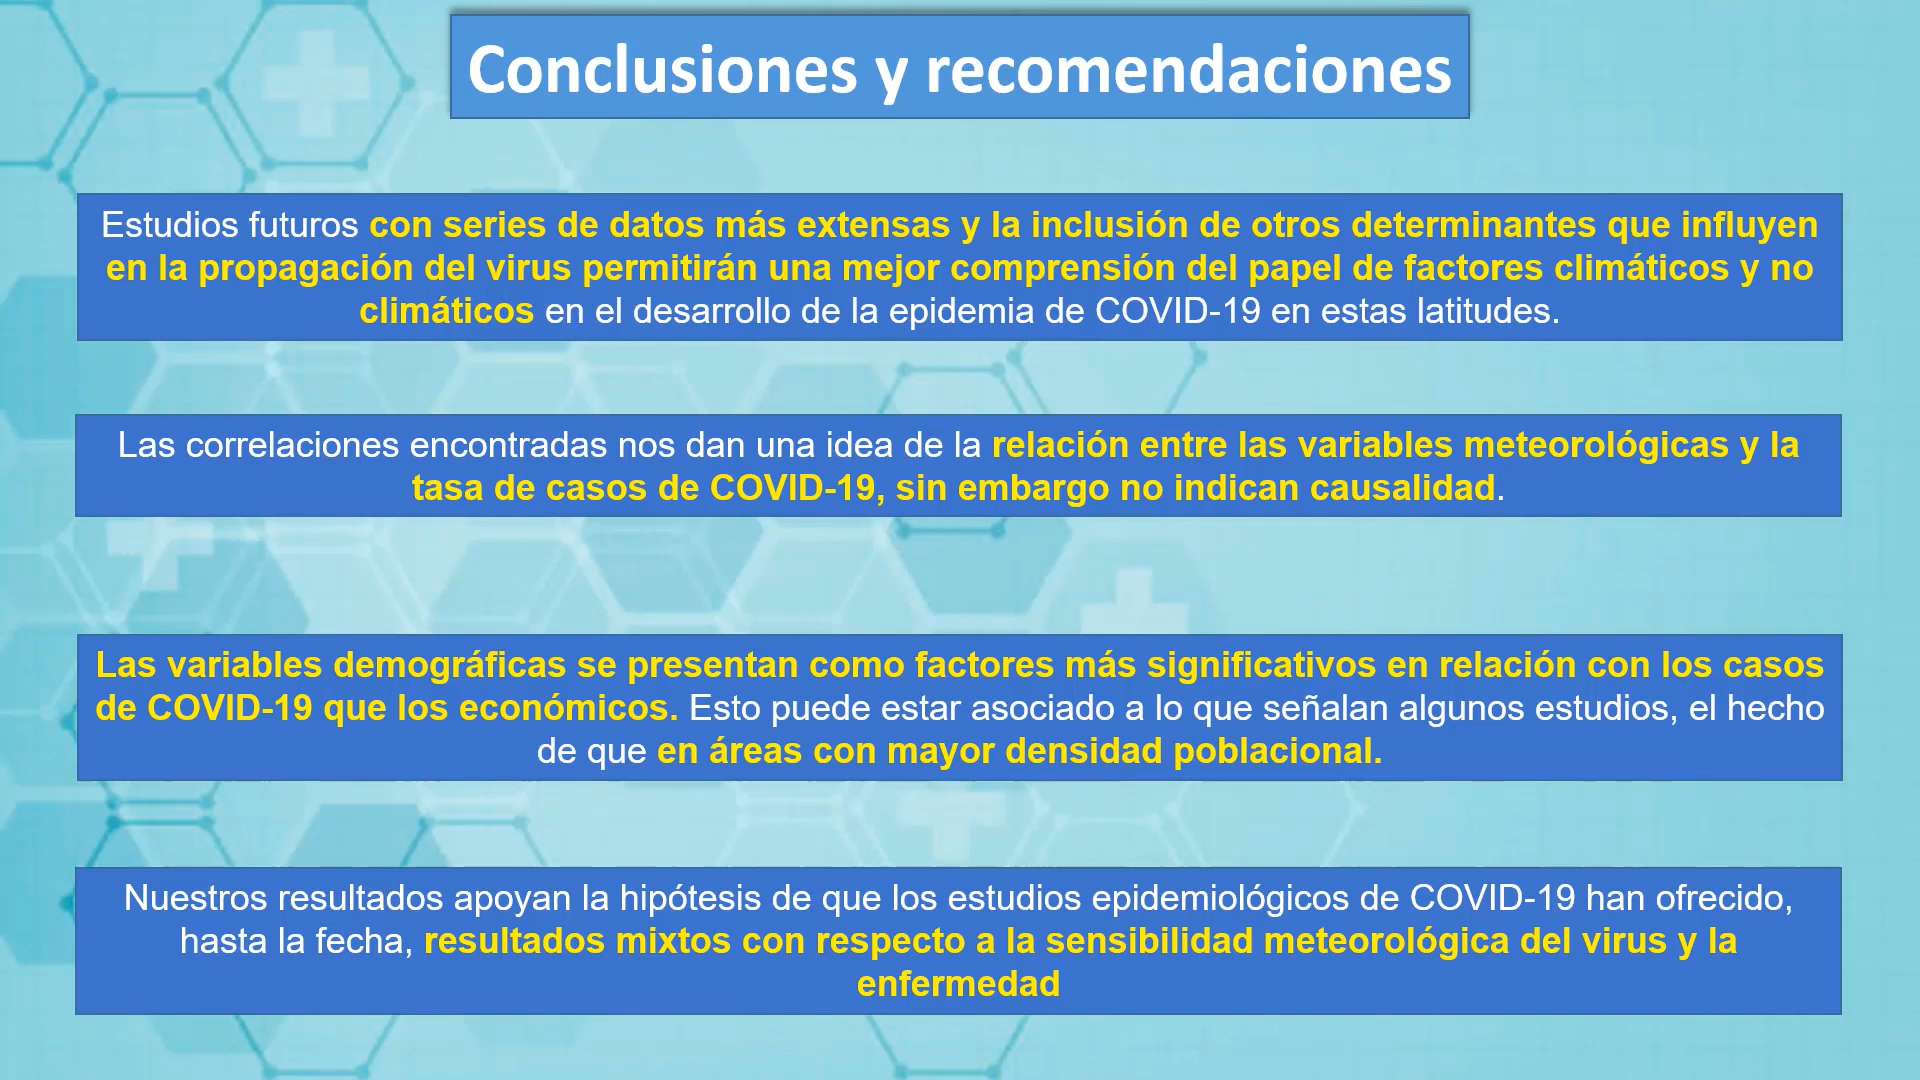 Conclusiones y recomendaciones
Estudios futuros con series de datos más extensas y la inclusión de otros determinantes que influyen
en la propagación del virus permitirán una mejor comprensión del papel de factores climáticos y no
climáticos en el desarrollo de la epidemia de COVID-19 en estas latitudes.
Las correlaciones encontradas nos dan una idea de la relación entre las variables meteorológicas y la
tasa de casos de COVID-19, sin embargo no indican causalidad.
Las variables demográficas se presentan como factores más significativos en relación con los casos
de COVID-19 que los económicos. Esto puede estar asociado a lo que señalan algunos estudios, el hecho
de que en áreas con mayor densidad poblacional.
Nuestros resultados apoyan la hipótesis de que los estudios epidemiológicos de COVID-19 han ofrecido,
hasta la fecha, resultados mixtos con respecto a la sensibilidad meteorológica del virus y la
enfermedad